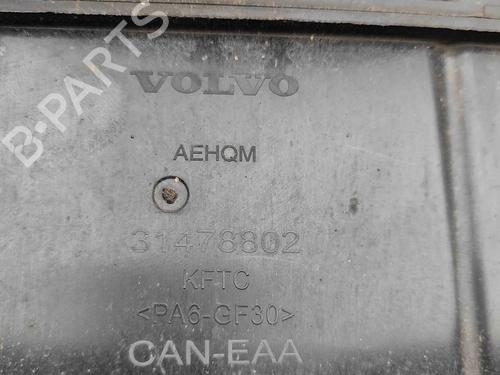 B-PARTS
VOLVO
AEHQM
31478802
KFTC
<PA6-GF30>
CAN-EAA